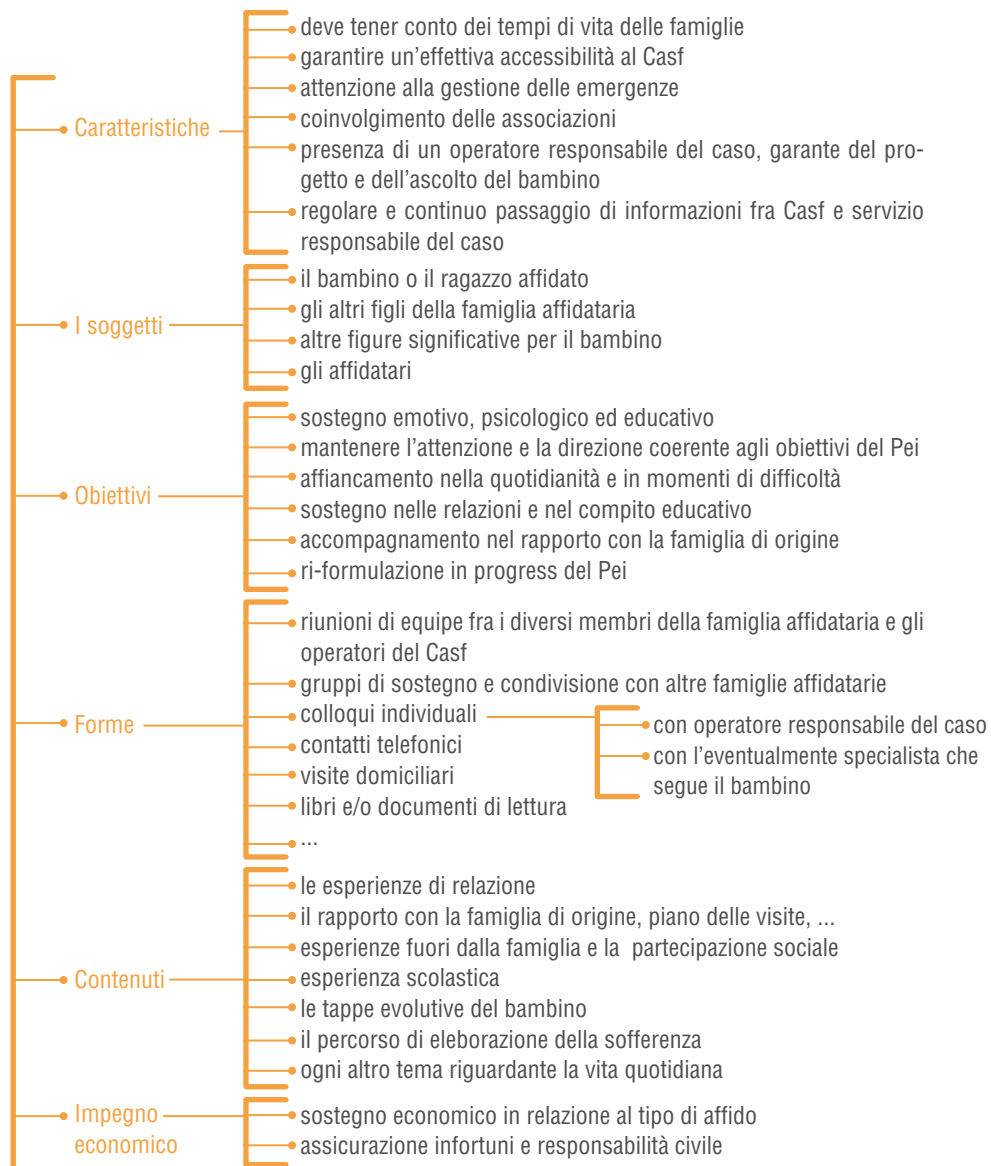 Caratteristiche
deve tener conto dei tempi di vita delle famiglie
garantire un'effettiva accessibilità al Casf
attenzione alla gestione delle emergenze
coinvolgimento delle associazioni
presenza di un operatore responsabile del caso, garante del pro-
getto e dell'ascolto del bambino
regolare e continuo passaggio di informazioni fra Casf e servizio
responsabile del caso
I soggetti
il bambino o il ragazzo affidato
gli altri figli della famiglia affidataria
altre figure significative per il bambino
gli affidatari
Obiettivi
sostegno emotivo, psicologico ed educativo
mantenere l'attenzione e la direzione coerente agli obiettivi del Pei
affiancamento nella quotidianità e in momenti di difficoltà
sostegno nelle relazioni e nel compito educativo
accompagnamento nel rapporto con la famiglia di origine
ri-formulazione in progress del Pei
Forme
riunioni di equipe fra i diversi membri della famiglia affidataria e gli
operatori del Casf
gruppi di sostegno e condivisione con altre famiglie affidatarie
colloqui individuali
con operatore responsabile del caso
con l'eventualmente specialista che
segue il bambino
contatti telefonici
visite domiciliari
libri e/o documenti di lettura
...
Contenuti
le esperienze di relazione
il rapporto con la famiglia di origine, piano delle visite, ...
esperienze fuori dalla famiglia e la partecipazione sociale
esperienza scolastica
le tappe evolutive del bambino
il percorso di eleborazione della sofferenza
ogni altro tema riguardante la vita quotidiana
Impegno
economico
sostegno economico in relazione al tipo di affido
assicurazione infortuni e responsabilità civile